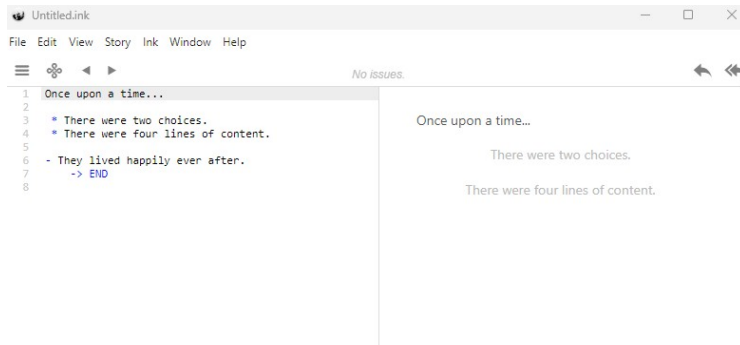 Untitled.ink
File Edit View Story Ink Window Help
No issues.
1 Once upon a time...
2
3 * There were two choices.
4 * There were four lines of content.
5
6 - They lived happily ever after.
7 -> END
8
Once upon a time...
There were two choices.
There were four lines of content.